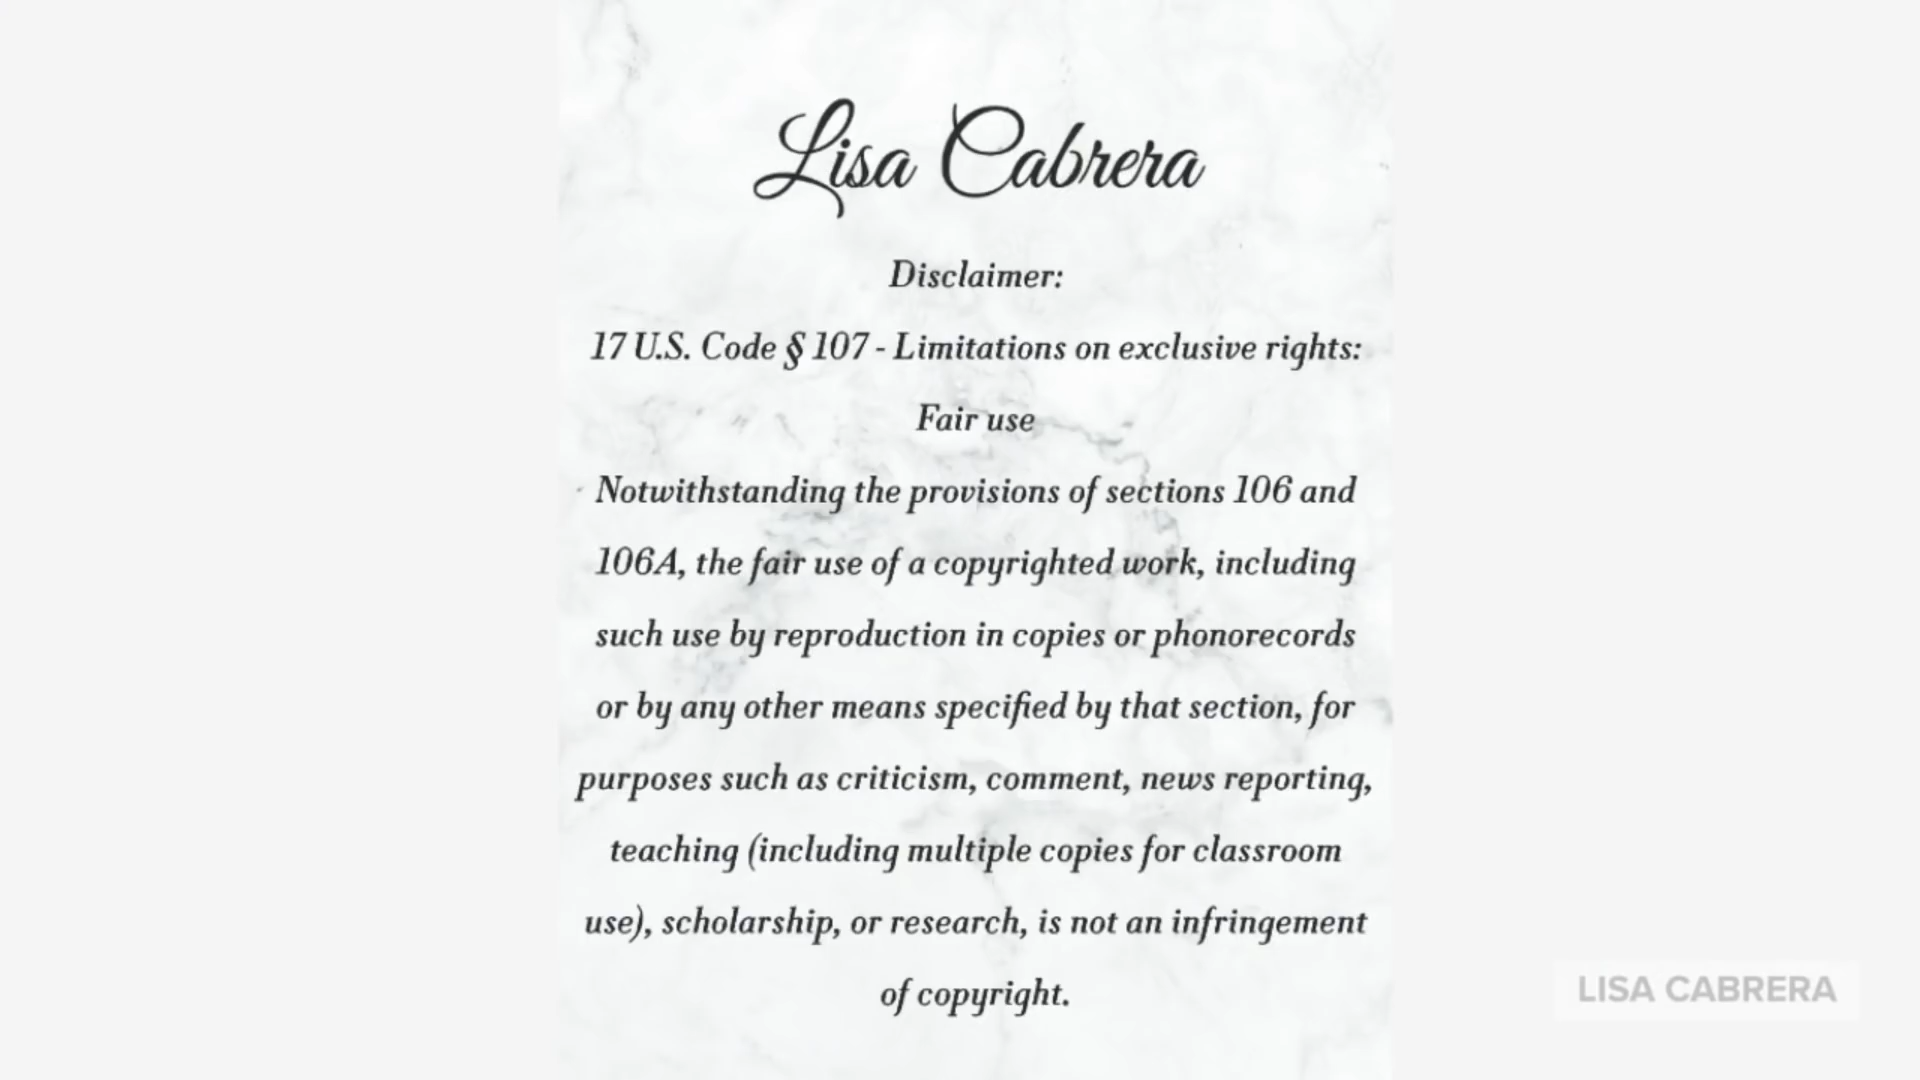 Lisa Cabrera
Disclaimer:
17 U.S. Code § 107 - Limitations on exclusive rights:
Fair use
Notwithstanding the provisions of sections 106 and
106A, the fair use of a copyrighted work, including
such use by reproduction in copies or phonorecords
or by any other means specified by that section, for
purposes such as criticism, comment, news reporting,
teaching (including multiple copies for classroom
use), scholarship, or research, is not an infringement
of copyright.
LISA CABRERA